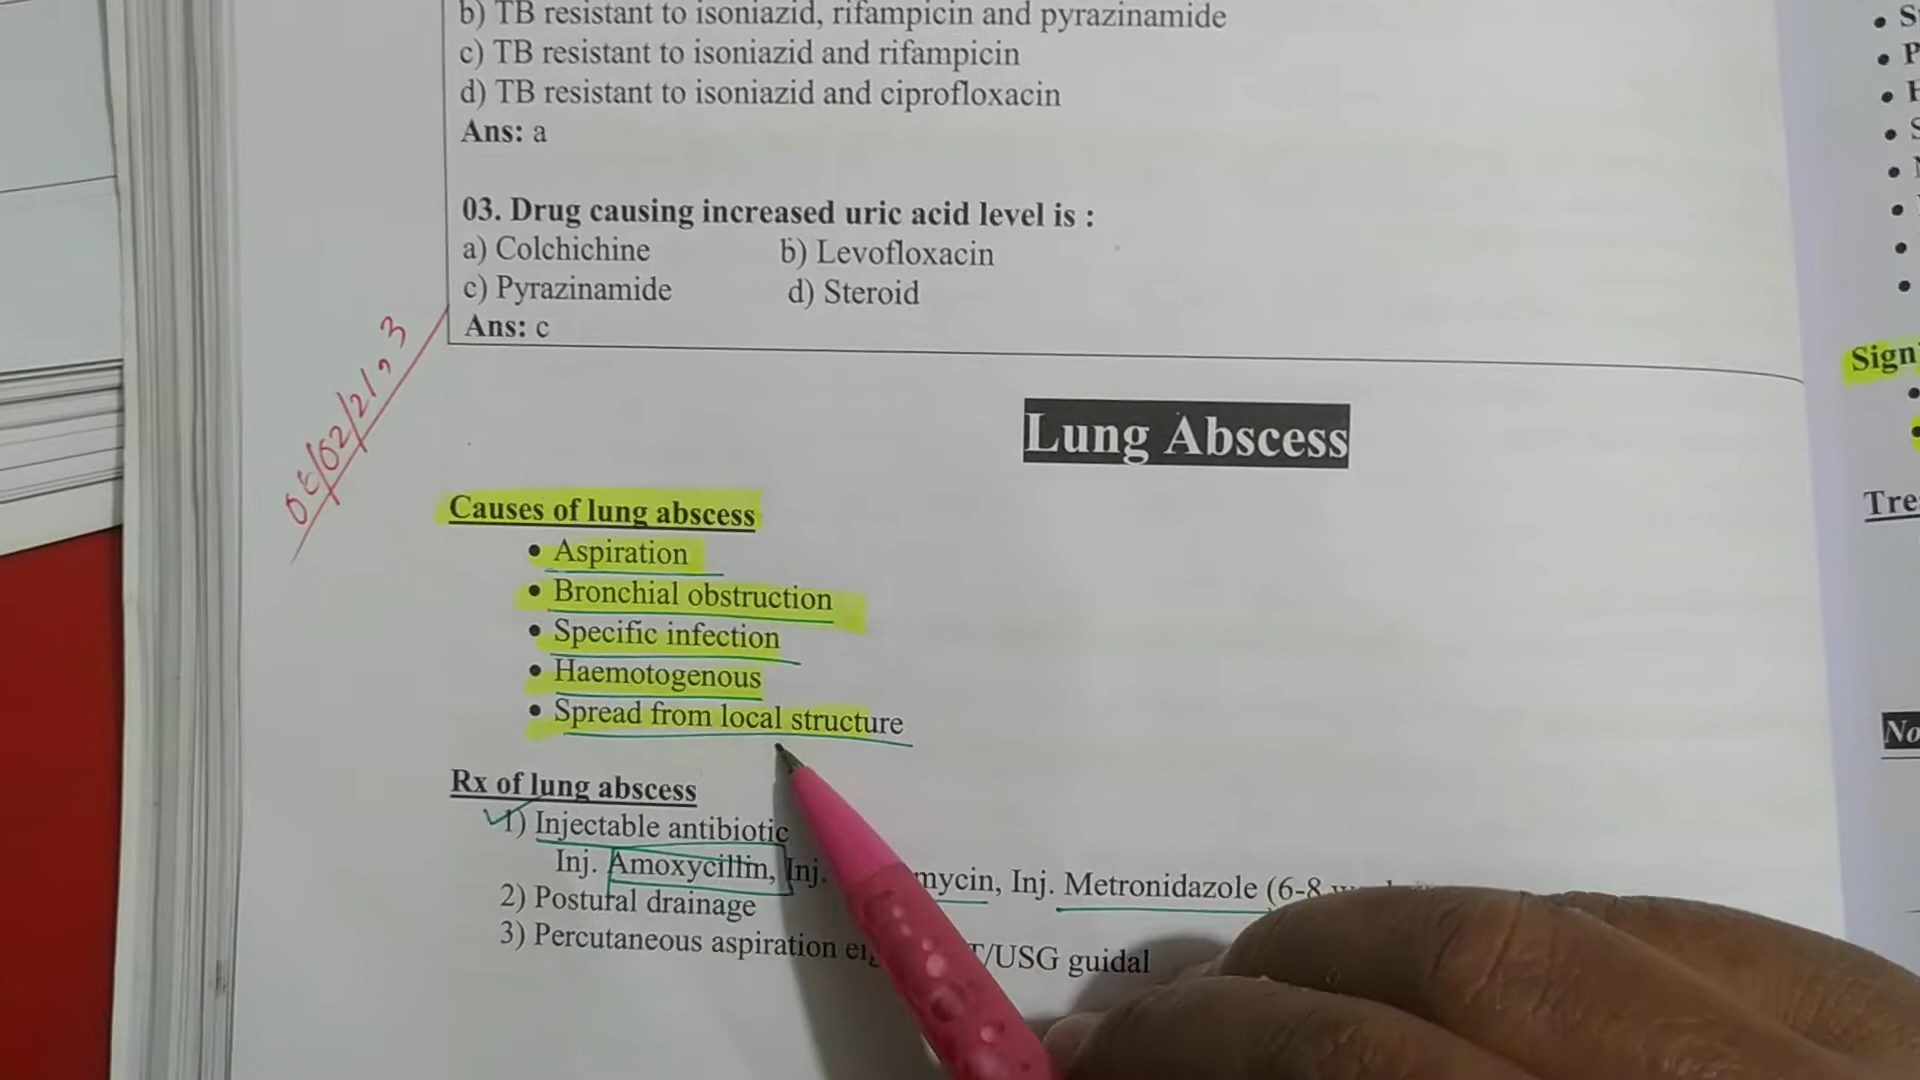 b) TB resistant to isoniazid, rifampicin and pyrazinamide
c) TB resistant to isoniazid and rifampicin
d) TB resistant to isoniazid and ciprofloxacin
Ans: a
03. Drug causing increased uric acid level is :
a) Colchichine b) Levofloxacin
c) Pyrazinamide d) Steroid
Ans: c
Lung Abscess
Causes of lung abscess
• Aspiration
• Bronchial obstruction
• Specific infection
• Haemotogenous
• Spread from local structure
Rx of lung abscess
1) Injectable antibiotic
Inj. Amoxycillin, Inj. mycin, Inj. Metronidazole (6-8
2) Postural drainage
3) Percutaneous aspiration /USG guidal
Sign
Tre
No